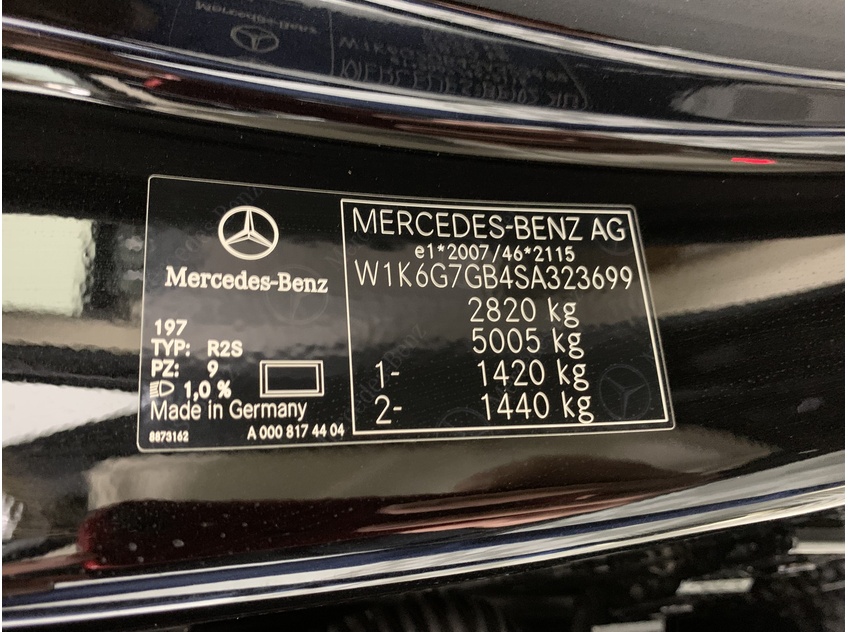 Mercedes-Benz
197
TYP: R2S
PZ: 9
1,0 %
Made in Germany
8873162 A 000 817 44 04
MERCEDES-BENZ AG
e1*2007/46*2115
W1K6G7GB4SA323699
2820 kg
5005 kg
1- 1420 kg
2- 1440 kg